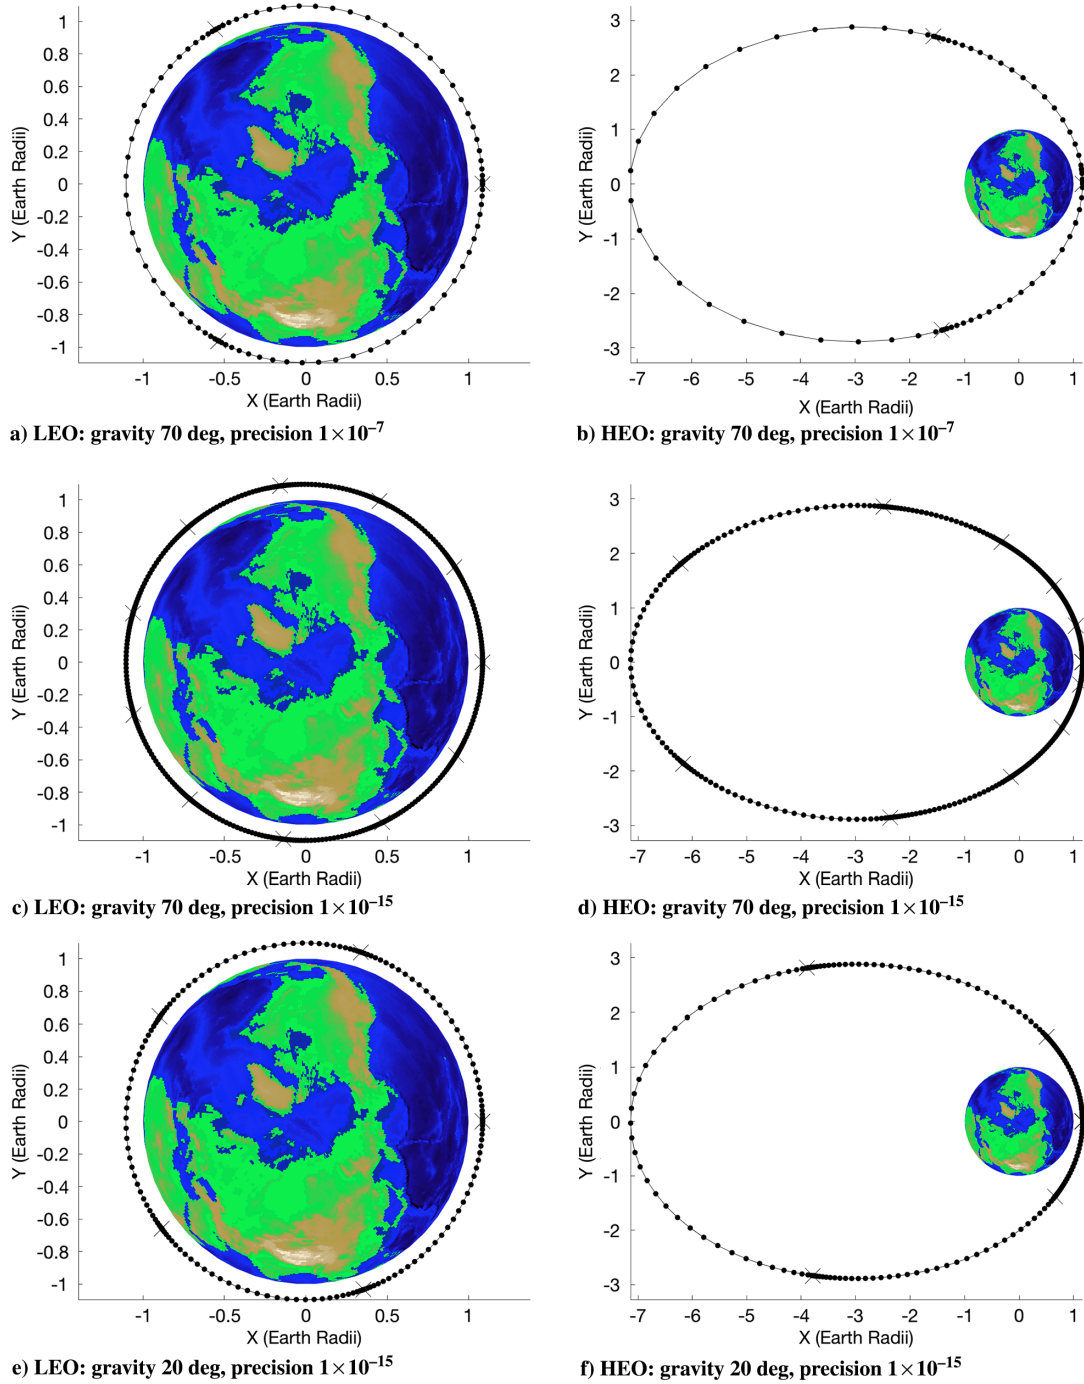 1
0.8
0.6
0.4
0.2
0
-0.2
-0.4
-0.6
-0.8
-1
Y (Earth Radii)
-1 -0.5 0 0.5 1
X (Earth Radii)
a) LEO: gravity 70 deg, precision 1×10⁻⁷
3
2
1
0
-1
-2
-3
Y (Earth Radii)
-7 -6 -5 -4 -3 -2 -1 0 1
X (Earth Radii)
b) HEO: gravity 70 deg, precision 1×10⁻⁷
1
0.8
0.6
0.4
0.2
0
-0.2
-0.4
-0.6
-0.8
-1
Y (Earth Radii)
-1 -0.5 0 0.5 1
X (Earth Radii)
c) LEO: gravity 70 deg, precision 1×10⁻¹⁵
3
2
1
0
-1
-2
-3
Y (Earth Radii)
-7 -6 -5 -4 -3 -2 -1 0 1
X (Earth Radii)
d) HEO: gravity 70 deg, precision 1×10⁻¹⁵
1
0.8
0.6
0.4
0.2
0
-0.2
-0.4
-0.6
-0.8
-1
Y (Earth Radii)
-1 -0.5 0 0.5 1
X (Earth Radii)
e) LEO: gravity 20 deg, precision 1×10⁻¹⁵
3
2
1
0
-1
-2
-3
Y (Earth Radii)
-7 -6 -5 -4 -3 -2 -1 0 1
X (Earth Radii)
f) HEO: gravity 20 deg, precision 1×10⁻¹⁵